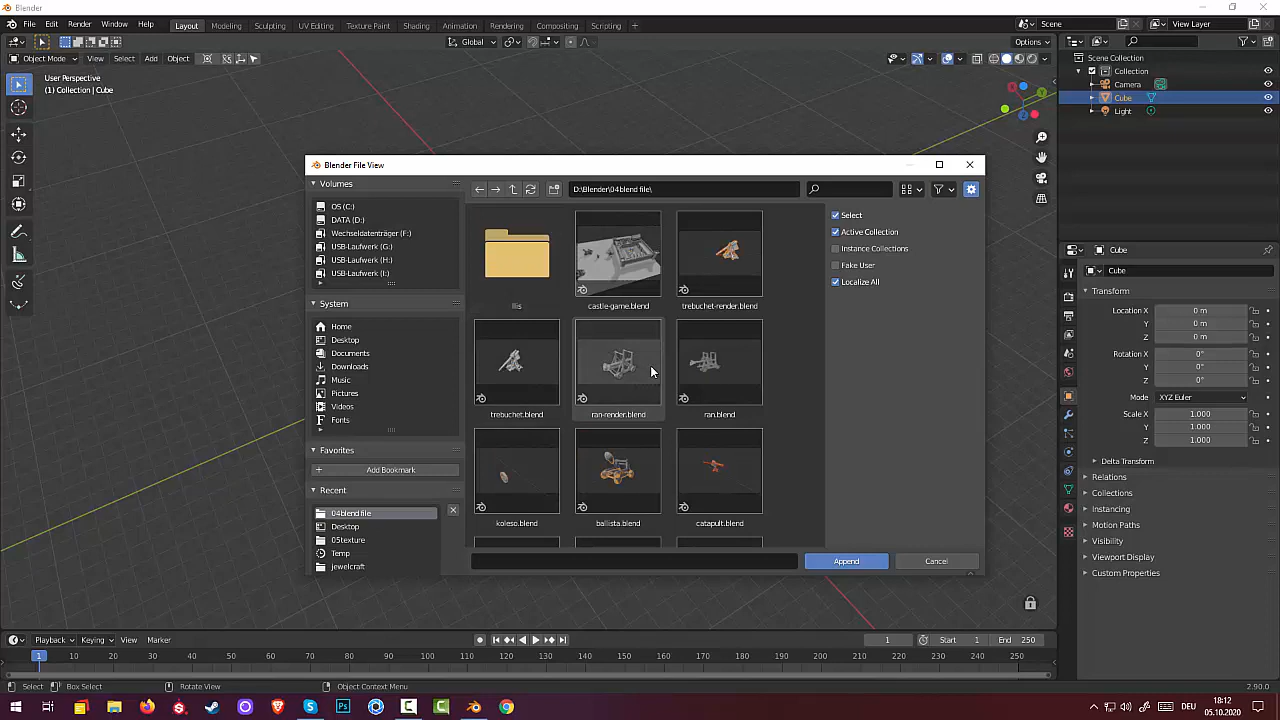 Blender
File Edit Render Window Help
Layout Modeling Sculpting UV Editing Texture Paint Shading Animation Rendering Compositing Scripting +
Scene
View Layer
Global
Options
Object Mode View Select Add Object
User Perspective
(1) Collection | Cube
Scene Collection
Collection
Camera
Cube
Light
Blender File View
Volumes
OS (C:)
DATA (D:)
Wechseldatenträger (F:)
USB-Laufwerk (G:)
USB-Laufwerk (H:)
USB-Laufwerk (I:)
System
Home
Desktop
Documents
Downloads
Music
Pictures
Videos
Fonts
Favorites
Add Bookmark
Recent
04blend file
Desktop
05texture
Temp
jewelcraft
D:\Blender\04blend file\
llis
castle-game.blend
trebuchet-render.blend
trebuchet.blend
ran-render.blend
ran.blend
koleso.blend
ballista.blend
catapult.blend
Select
Active Collection
Instance Collections
Fake User
Localize All
Append
Cancel
Cube
Cube
Transform
Location X 0 m
Y 0 m
Z 0 m
Rotation X 0°
Y 0°
Z 0°
Mode XYZ Euler
Scale X 1.000
Y 1.000
Z 1.000
Delta Transform
Relations
Collections
Instancing
Motion Paths
Visibility
Viewport Display
Custom Properties
Playback Keying View Marker
1 Start 1 End 250
1 10 20 30 40 50 60 70 80 90 100 110 120 130 140 150 160 170 180 190 200 210 220 230 240 250
Select Box Select Rotate View Object Context Menu 2.90.0
DEU 18:12
05.10.2020